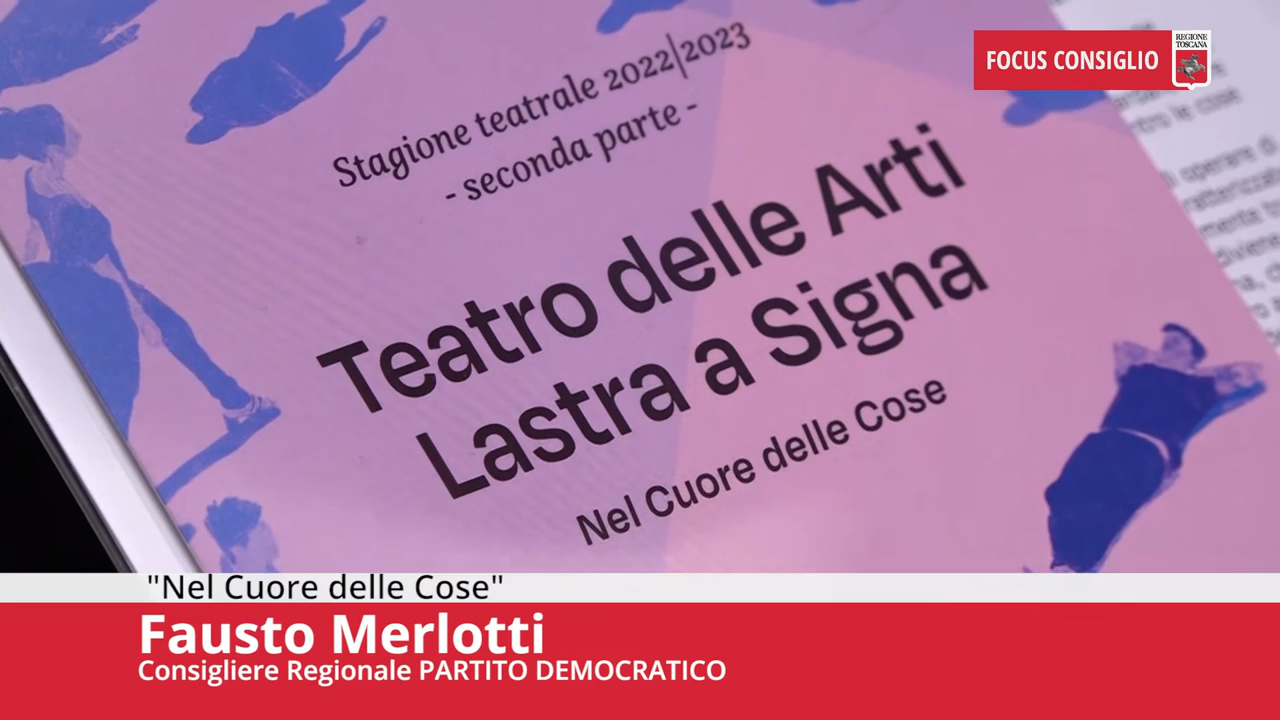 FOCUS CONSIGLIO
REGIONE
TOSCANA
Stagione teatrale 2022|2023
- seconda parte -
Teatro delle Arti
Lastra a Signa
Nel Cuore delle Cose
"Nel Cuore delle Cose"
Fausto Merlotti
Consigliere Regionale PARTITO DEMOCRATICO